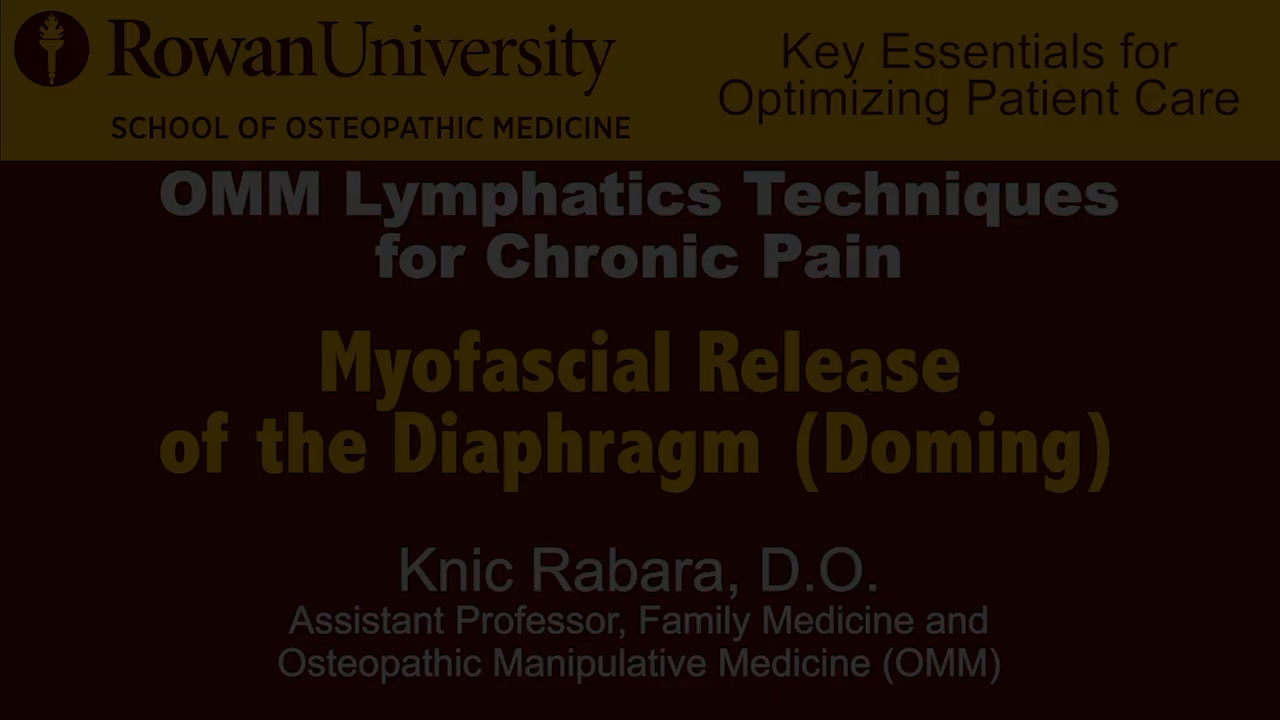 RowanUniversity
SCHOOL OF OSTEOPATHIC MEDICINE
Key Essentials for
Optimizing Patient Care
OMM Lymphatics Techniques
for Chronic Pain
Myofascial Release
of the Diaphragm (Doming)
Knic Rabara, D.O.
Assistant Professor, Family Medicine and
Osteopathic Manipulative Medicine (OMM)